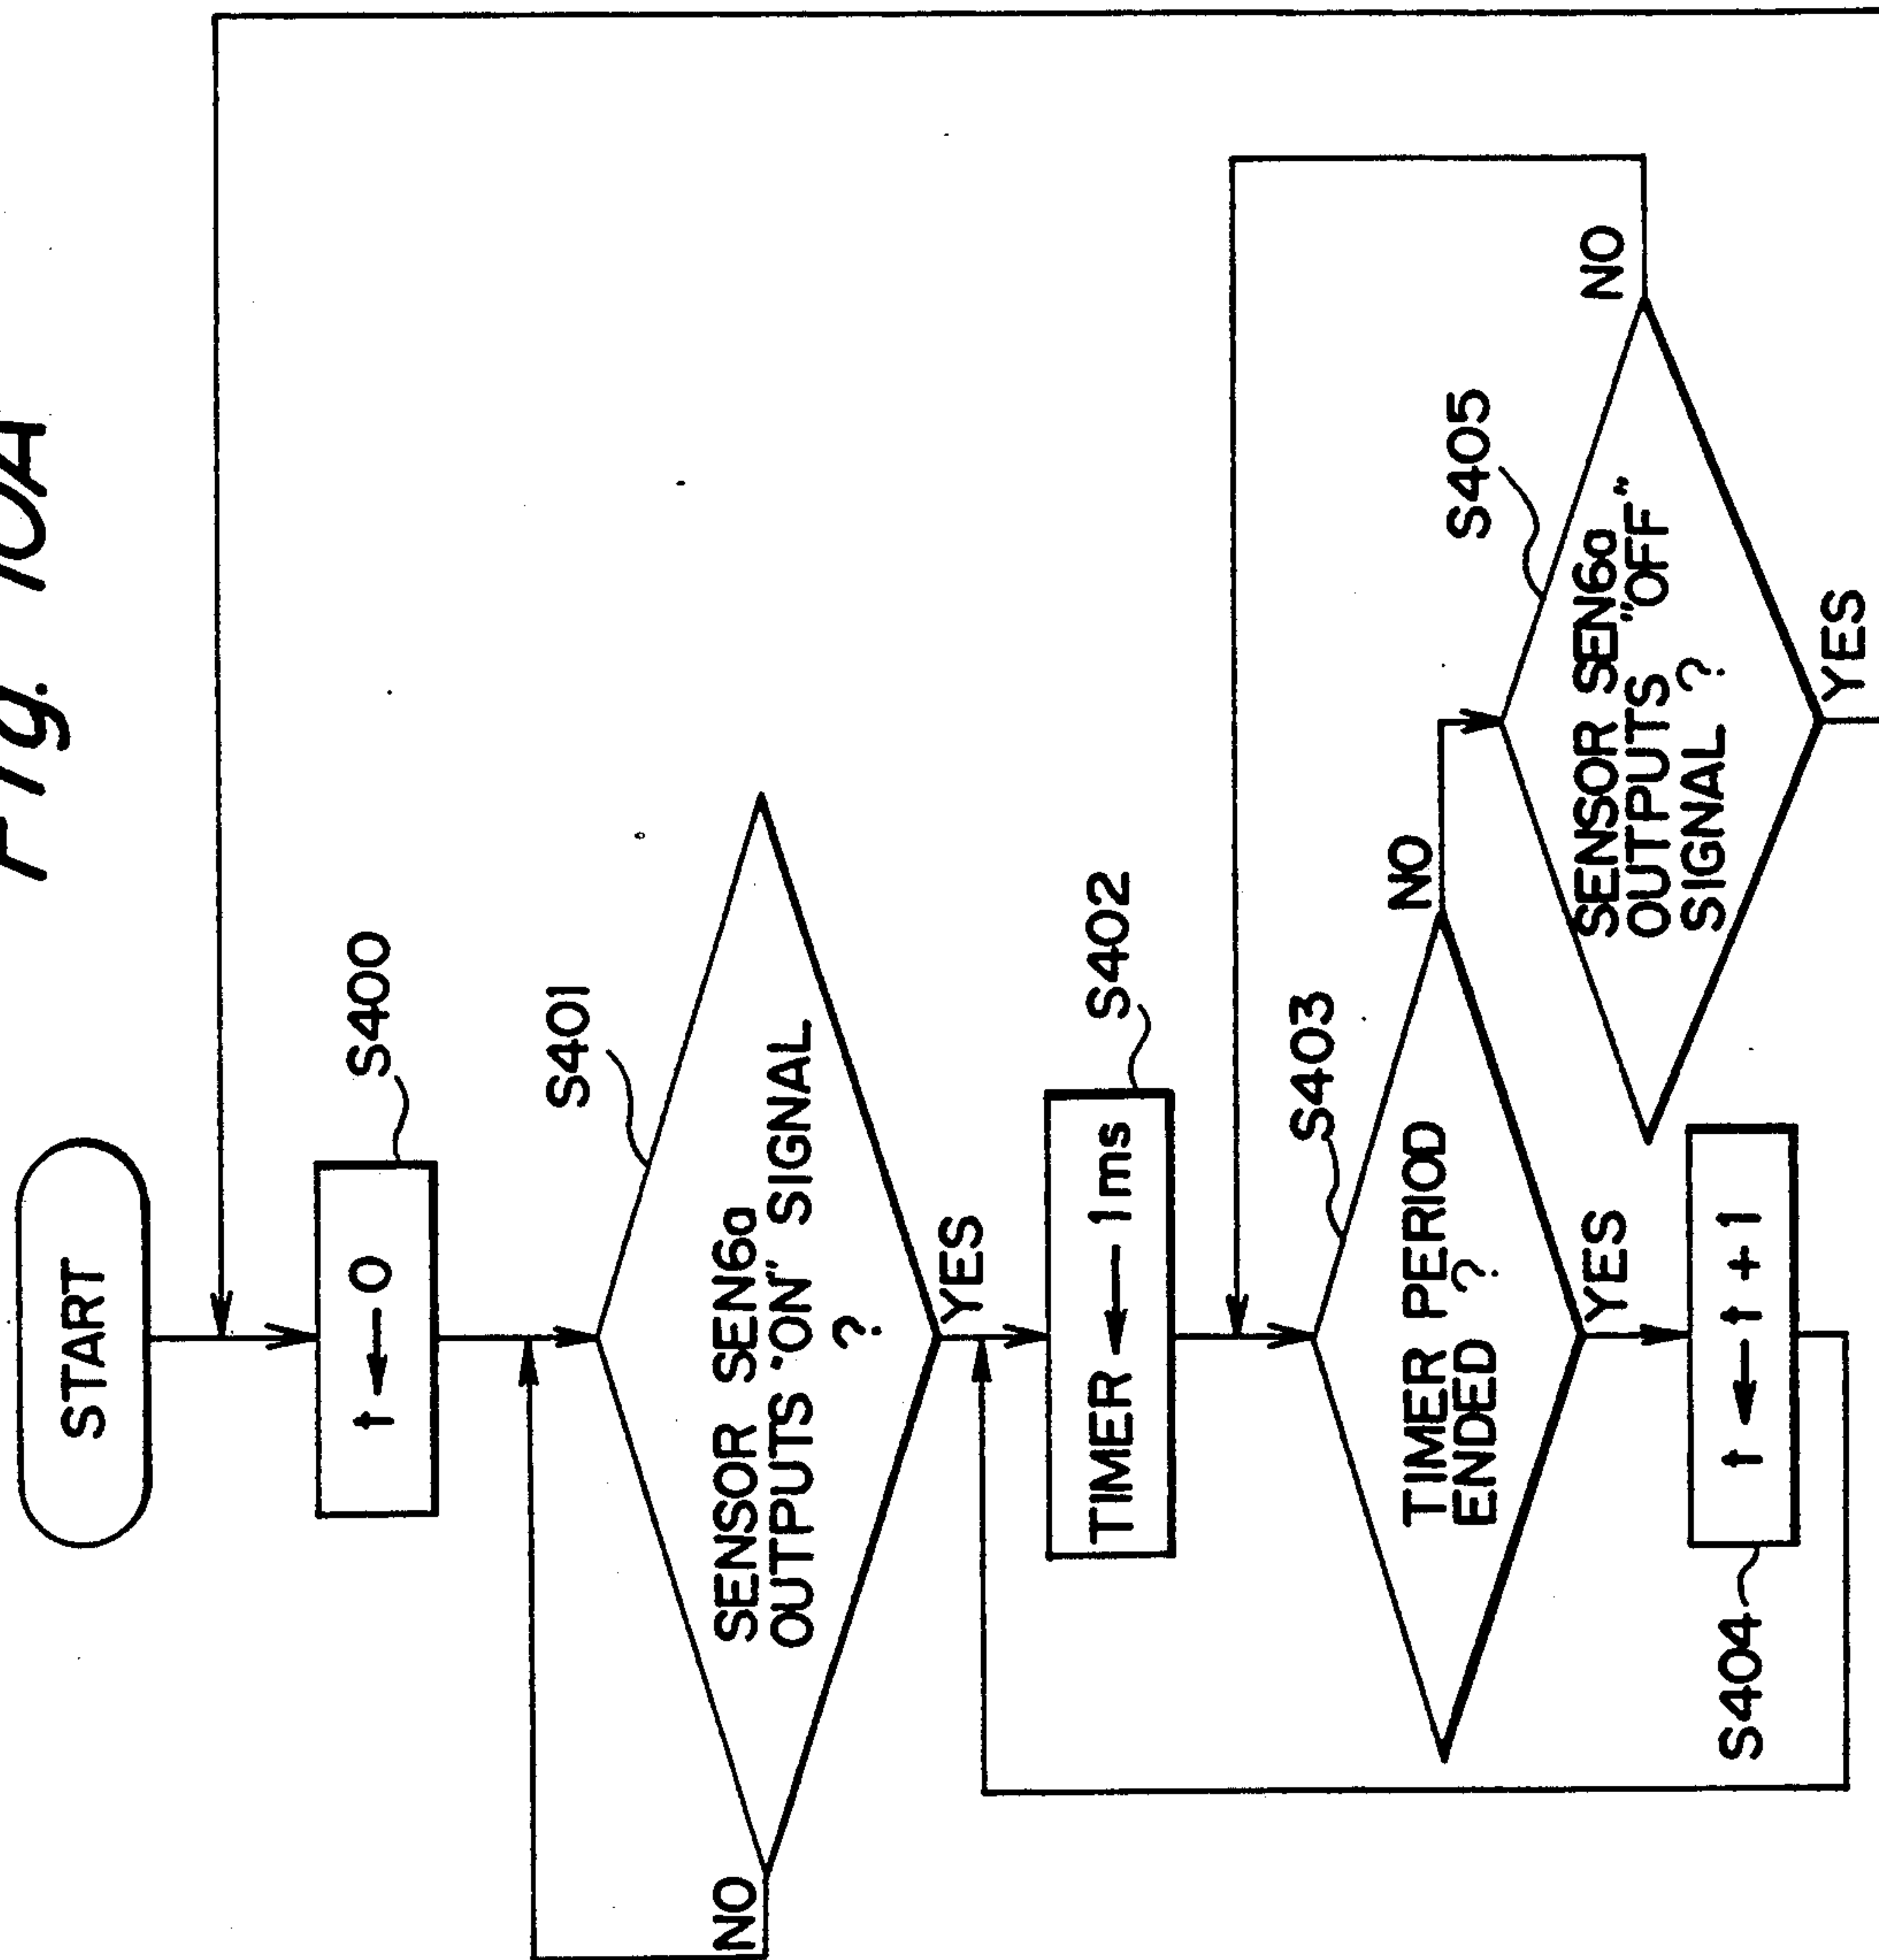 Fig. 10A
START
S400
t ← 0
S401
SENSOR SEN6a
OUTPUTS "ON" SIGNAL
?
NO
YES
S402
TIMER ← 1ms
S403
TIMER PERIOD
ENDED ?
NO
YES
S404
t ← t + 1
S405
SENSOR SEN6a
OUTPUTS "OFF"
SIGNAL ?
NO
YES